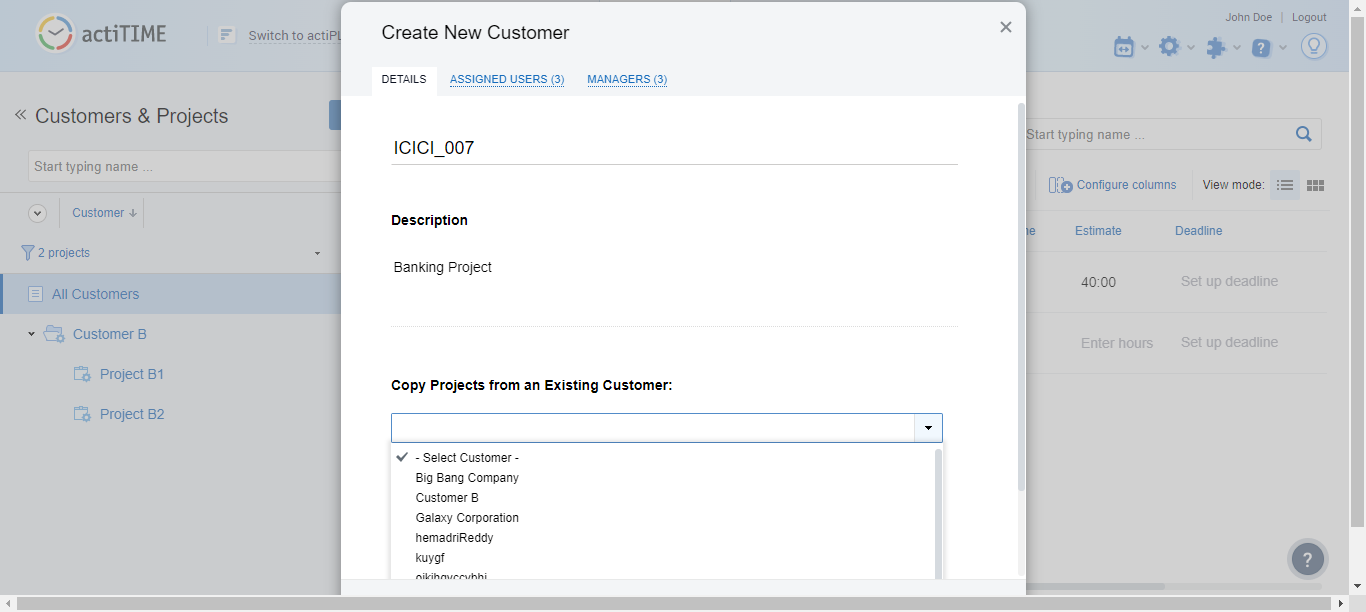 actiTIME
Switch to actiPL
John Doe | Logout
Customers & Projects
Start typing name ...
Customer
2 projects
All Customers
Customer B
Project B1
Project B2
Create New Customer
DETAILS
ASSIGNED USERS (3)
MANAGERS (3)
ICICI_007
Description
Banking Project
Copy Projects from an Existing Customer:
- Select Customer -
Big Bang Company
Customer B
Galaxy Corporation
hemadriReddy
kuygf
Start typing name ...
Configure columns
View mode:
ne
Estimate
Deadline
40:00
Set up deadline
Enter hours
Set up deadline
?